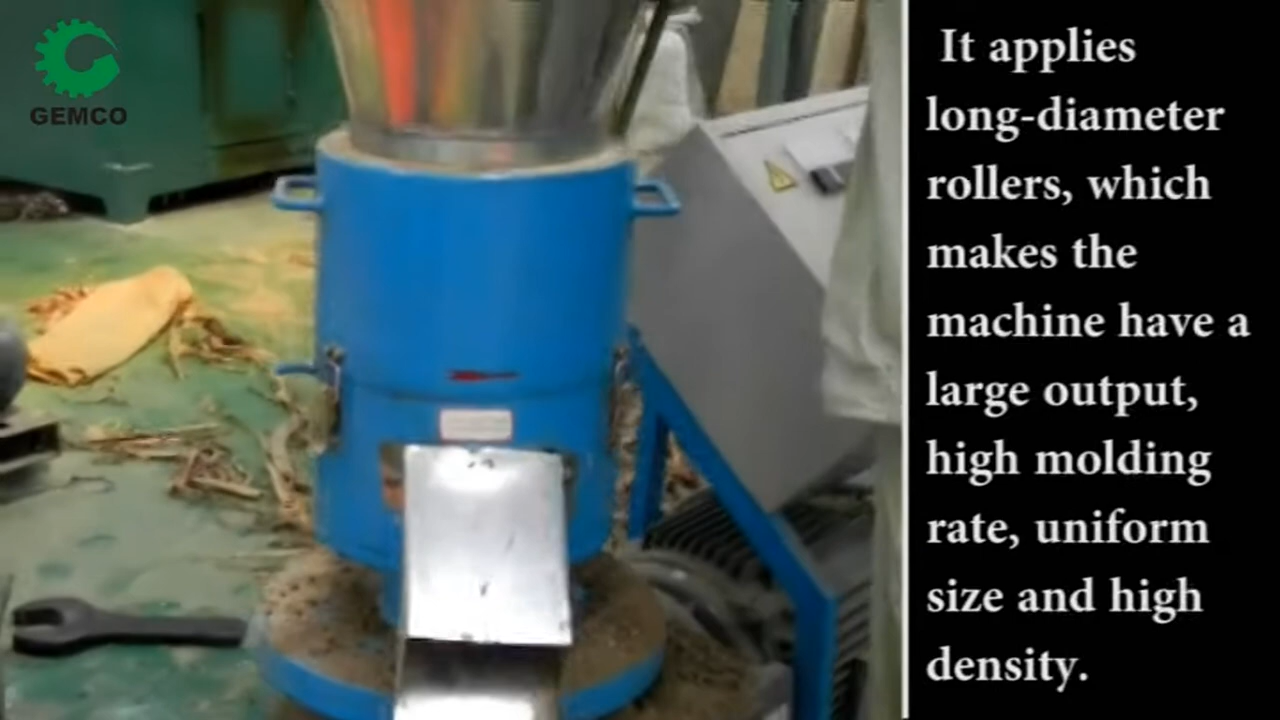 GEMCO
It applies
long-diameter
rollers, which
makes the
machine have a
large output,
high molding
rate, uniform
size and high
density.